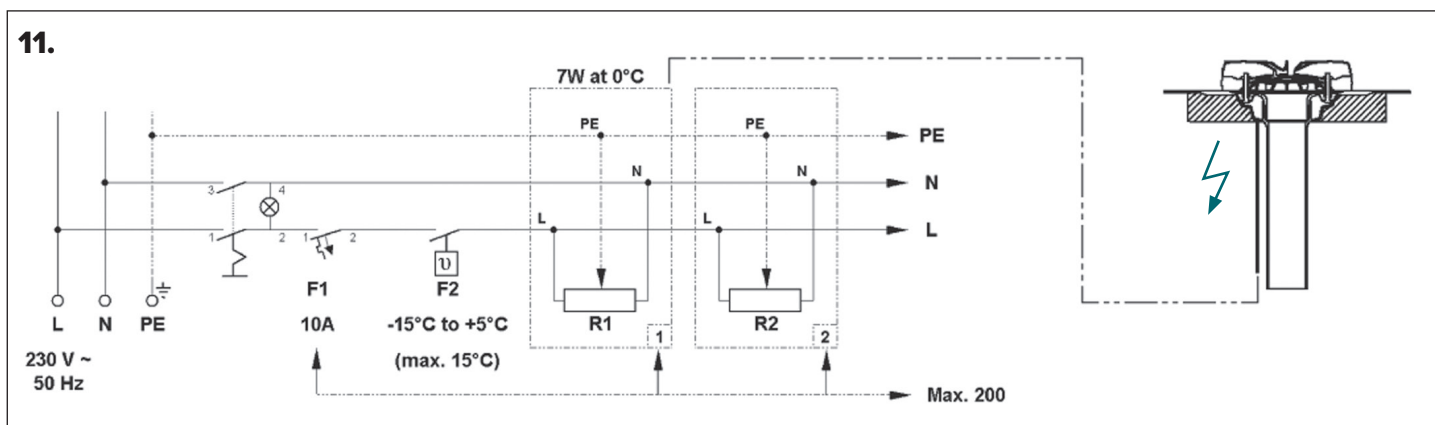 11.
7W at 0°C
PE PE PE
N N N
3 4
L L L
1 2 1 2
υ
F1 F2
R1 R2
L N PE
10A -15°C to +5°C
1 2
230 V ~ (max. 15°C)
50 Hz
Max. 200